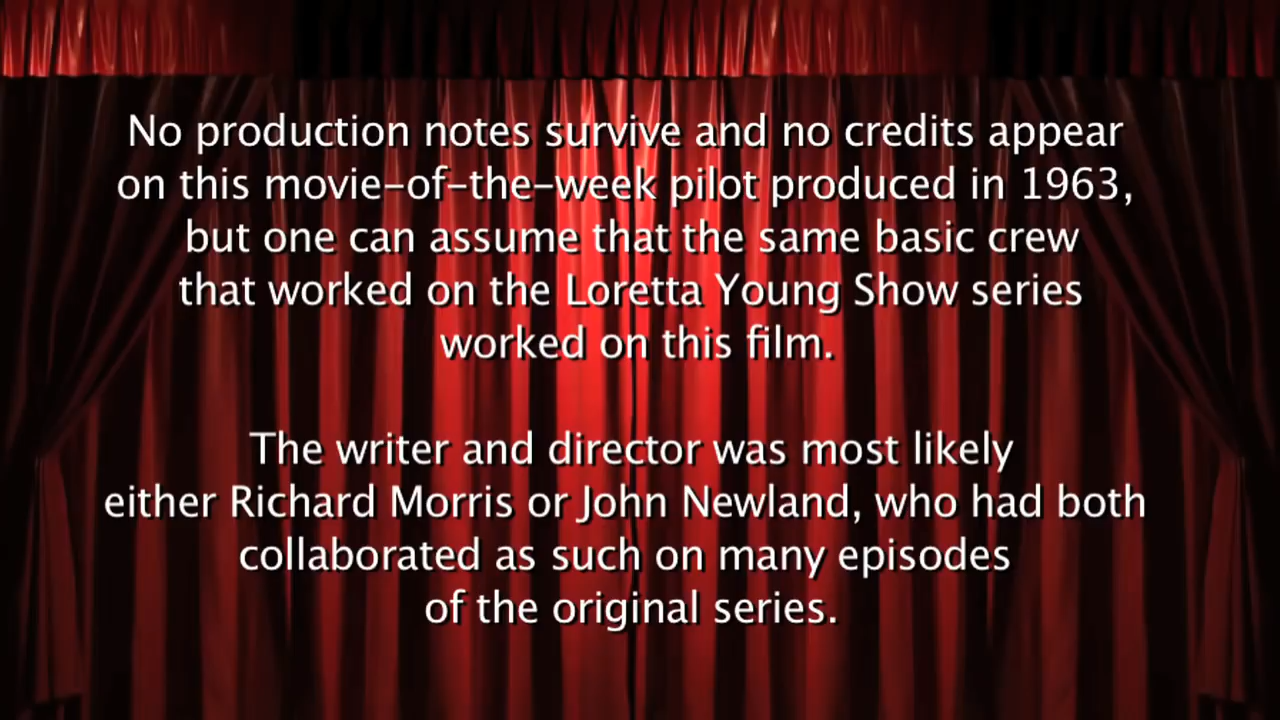 No production notes survive and no credits appear
on this movie-of-the-week pilot produced in 1963,
but one can assume that the same basic crew
that worked on the Loretta Young Show series
worked on this film.
The writer and director was most likely
either Richard Morris or John Newland, who had both
collaborated as such on many episodes
of the original series.